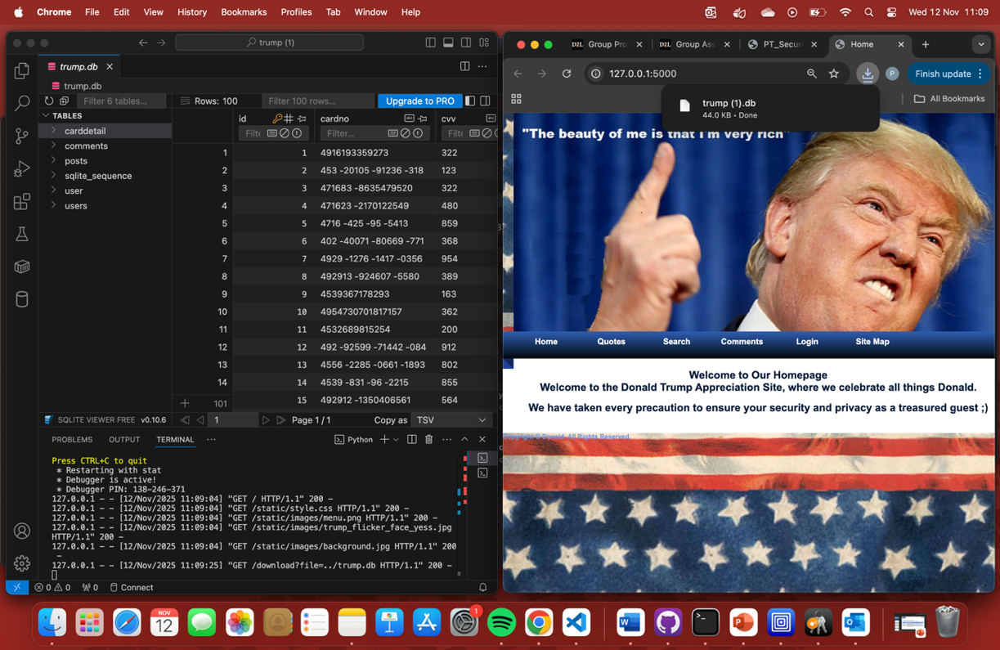 Chrome File Edit View History Bookmarks Profiles Tab Window Help Wed 12 Nov 11:09
trump (1)
trump.db
trump.db
Filter 6 tables... Rows: 100 Filter 100 rows... Upgrade to PRO
TABLES
carddetail
comments
posts
sqlite_sequence
user
users
id cardno cvv
Filte Filter... Filte
1 1 4916193359273 322
2 2 453 -20105 -91236 -318 123
3 3 471683 -8635479520 322
4 4 471623 -2170122549 480
5 5 4716 -425 -95 -5413 859
6 6 402 -40071 -80669 -771 368
7 7 4929 -1276 -1417 -0356 954
8 8 492913 -924607 -5580 389
9 9 4539367178293 163
10 10 4954730701817157 362
11 11 4532689815254 200
12 12 492 -92599 -71442 -084 912
13 13 4556 -2285 -0661 -1893 802
14 14 4539 -831 -96 -2215 855
15 15 492912 -1350406561 564
101
SQLITE VIEWER FREE v0.10.6 1 Page 1 / 1 Copy as TSV
PROBLEMS OUTPUT TERMINAL Python
Press CTRL+C to quit
* Restarting with stat
* Debugger is active!
* Debugger PIN: 138-246-371
127.0.0.1 - - [12/Nov/2025 11:09:04] "GET / HTTP/1.1" 200 -
127.0.0.1 - - [12/Nov/2025 11:09:04] "GET /static/style.css HTTP/1.1" 200 -
127.0.0.1 - - [12/Nov/2025 11:09:04] "GET /static/images/menu.png HTTP/1.1" 200 -
127.0.0.1 - - [12/Nov/2025 11:09:04] "GET /static/images/trump_flicker_face_yess.jpg
HTTP/1.1" 200 -
127.0.0.1 - - [12/Nov/2025 11:09:04] "GET /static/images/background.jpg HTTP/1.1" 200
-
127.0.0.1 - - [12/Nov/2025 11:09:25] "GET /download?file=../trump.db HTTP/1.1" 200 -
0 0 0 Connect
D2L Group Pro D2L Group Ass PT_Secur Home
127.0.0.1:5000 P Finish update
All Bookmarks
trump (1).db
44.0 KB • Done
"The beauty of me is that I'm very rich"
Home Quotes Search Comments Login Site Map
Welcome to Our Homepage
Welcome to the Donald Trump Appreciation Site, where we celebrate all things Donald.
We have taken every precaution to ensure your security and privacy as a treasured guest ;)
Copyright © Donald. All Rights Reserved.
NOV
12
1